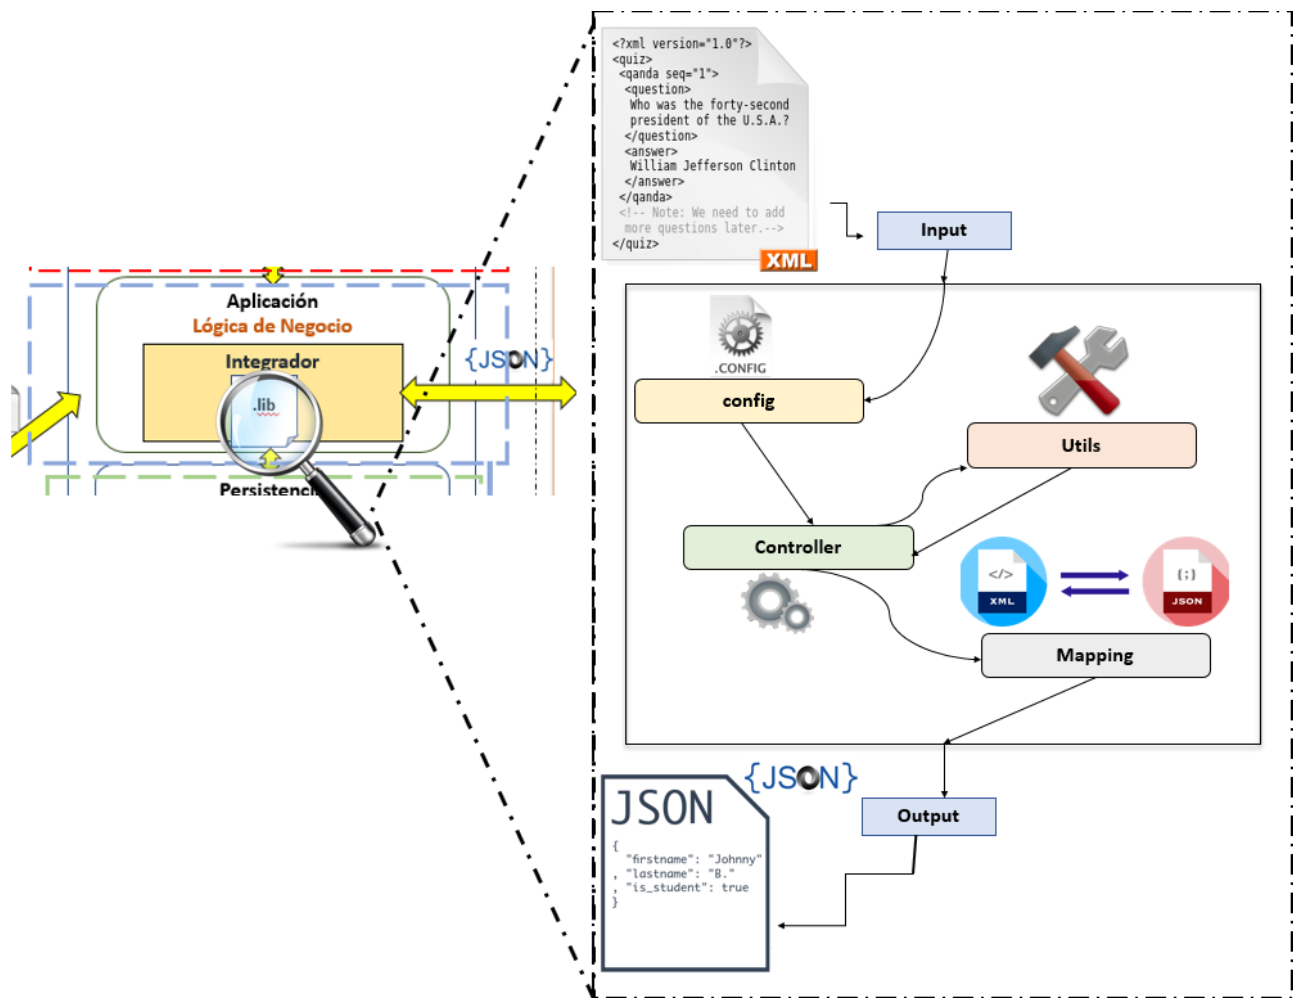 Aplicación
Lógica de Negocio
Integrador
.lib
{JSON}
Persistenci
<?xml version="1.0"?>
<quiz>
<qanda seq="1">
<question>
Who was the forty-second
president of the U.S.A.?
</question>
<answer>
William Jefferson Clinton
</answer>
</qanda>
<!-- Note: We need to add
more questions later.-->
</quiz>
XML
Input
.CONFIG
config
Utils
Controller
</>
XML
{;}
JSON
Mapping
{JSON}
JSON
{
"firstname": "Johnny"
, "lastname": "B."
, "is_student": true
}
Output